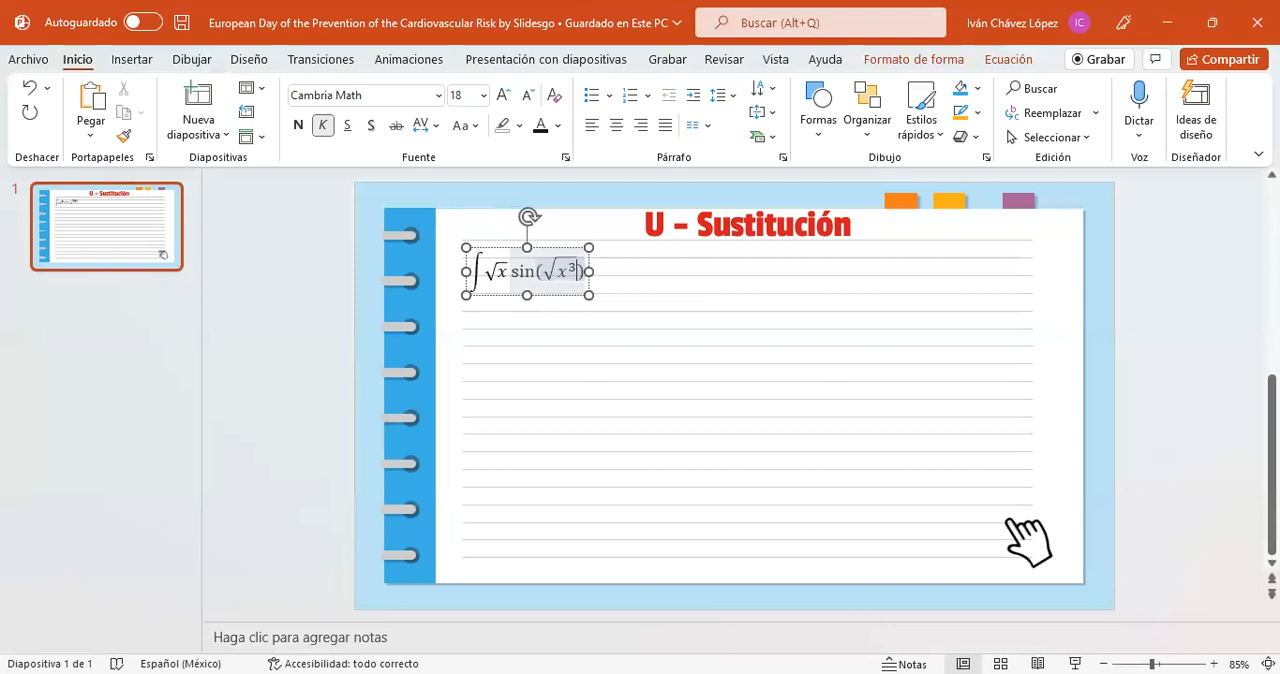 Autoguardado European Day of the Prevention of the Cardiovascular Risk by Slidesgo • Guardado en Este PC Buscar (Alt+Q) Iván Chávez López IC
Archivo Inicio Insertar Dibujar Diseño Transiciones Animaciones Presentación con diapositivas Grabar Revisar Vista Ayuda Formato de forma Ecuación Grabar Compartir
Pegar
Nueva diapositiva
Cambria Math 18
N K S S ab AV Aa A
Formas
Organizar
Estilos rápidos
Buscar
Reemplazar
Seleccionar
Dictar
Ideas de diseño
Deshacer Portapapeles Diapositivas Fuente Párrafo Dibujo Edición Voz Diseñador
1
U – Sustitución
U – Sustitución
∫ √x sin(√x³)
Haga clic para agregar notas
Diapositiva 1 de 1 Español (México) Accesibilidad: todo correcto Notas 85%